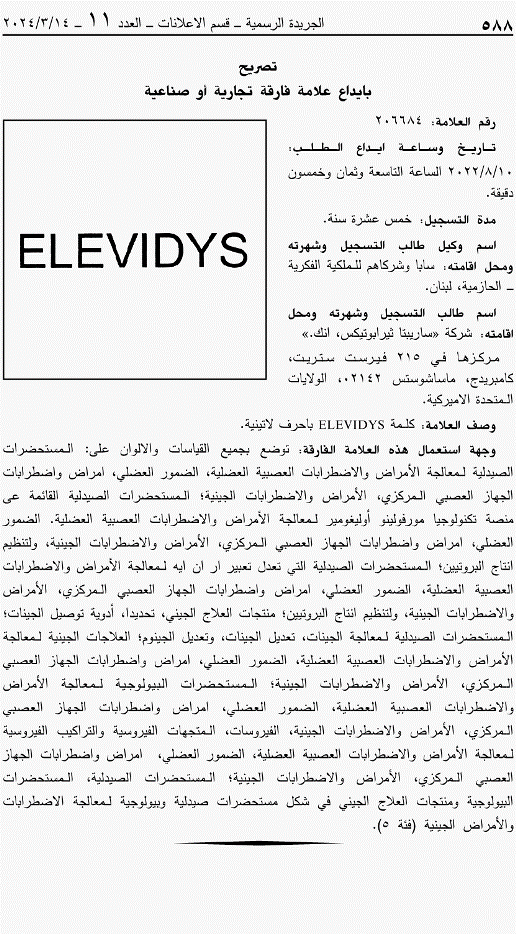 ٥٨٨
الجريدة الرسمية ـ قسم الاعلانات ـ العدد ١١ ـ ٢٠٢٤/٣/١٤
تصريح
بايداع علامة فارقة تجارية أو صناعية
رقم العلامة: ٢٠٦٦٨٤
تاريخ وساعة ايداع الطلب:
٢٠٢٢/٨/١٠ الساعة التاسعة وثمان وخمسون
دقيقة.
مدة التسجيل: خمس عشرة سنة.
اسم وكيل طالب التسجيل وشهرته
ومحل اقامته: سابا وشركاهم للملكية الفكرية
ـ الحازمية، لبنان.
اسم طالب التسجيل وشهرته ومحل
اقامته: شركة «ساريبتا ثيرابوتيكس، انك.»
مركزها في ٢١٥ فيرست ستريت،
كامبريدج، ماساشوستس ٠٢١٤٢، الولايات
المتحدة الاميركية.
ELEVIDYS
وصف العلامة: كلمة ELEVIDYS باحرف لاتينية.
وجهة استعمال هذه العلامة الفارقة: توضع بجميع القياسات والالوان على: المستحضرات
الصيدلية لمعالجة الأمراض والاضطرابات العصبية العضلية، الضمور العضلي، امراض واضطرابات
الجهاز العصبي المركزي، الأمراض والاضطرابات الجينية؛ المستحضرات الصيدلية القائمة عى
منصة تكنولوجيا مورفولينو أوليغومير لمعالجة الأمراض والاضطرابات العصبية العضلية. الضمور
العضلي، امراض واضطرابات الجهاز العصبي المركزي، الأمراض والاضطرابات الجينية، ولتنظيم
انتاج البروتيين؛ المستحضرات الصيدلية التي تعدل تعبير ار ان ايه لمعالجة الأمراض والاضطرابات
العصبية العضلية، الضمور العضلي، امراض واضطرابات الجهاز العصبي المركزي، الأمراض
والاضطرابات الجينية، ولتنظيم انتاج البروتيين؛ منتجات العلاج الجيني، تحديدا، أدوية توصيل الجينات؛
المستحضرات الصيدلية لمعالجة الجينات، تعديل الجينات، وتعديل الجينوم؛ العلاجات الجينية لمعالجة
الأمراض والاضطرابات العصبية العضلية، الضمور العضلي، امراض واضطرابات الجهاز العصبي
المركزي، الأمراض والاضطرابات الجينية؛ المستحضرات البيولوجية لمعالجة الأمراض
والاضطرابات العصبية العضلية، الضمور العضلي، امراض واضطرابات الجهاز العصبي
المركزي، الأمراض والاضطرابات الجينية، الفيروسات، المتجهات الفيروسية والتراكيب الفيروسية
لمعالجة الأمراض والاضطرابات العصبية العضلية، الضمور العضلي، امراض واضطرابات الجهاز
العصبي المركزي، الأمراض والاضطرابات الجينية؛ المستحضرات الصيدلية، المستحضرات
البيولوجية ومنتجات العلاج الجيني في شكل مستحضرات صيدلية وبيولوجية لمعالجة الاضطرابات
والأمراض الجينية (فئة ٥).